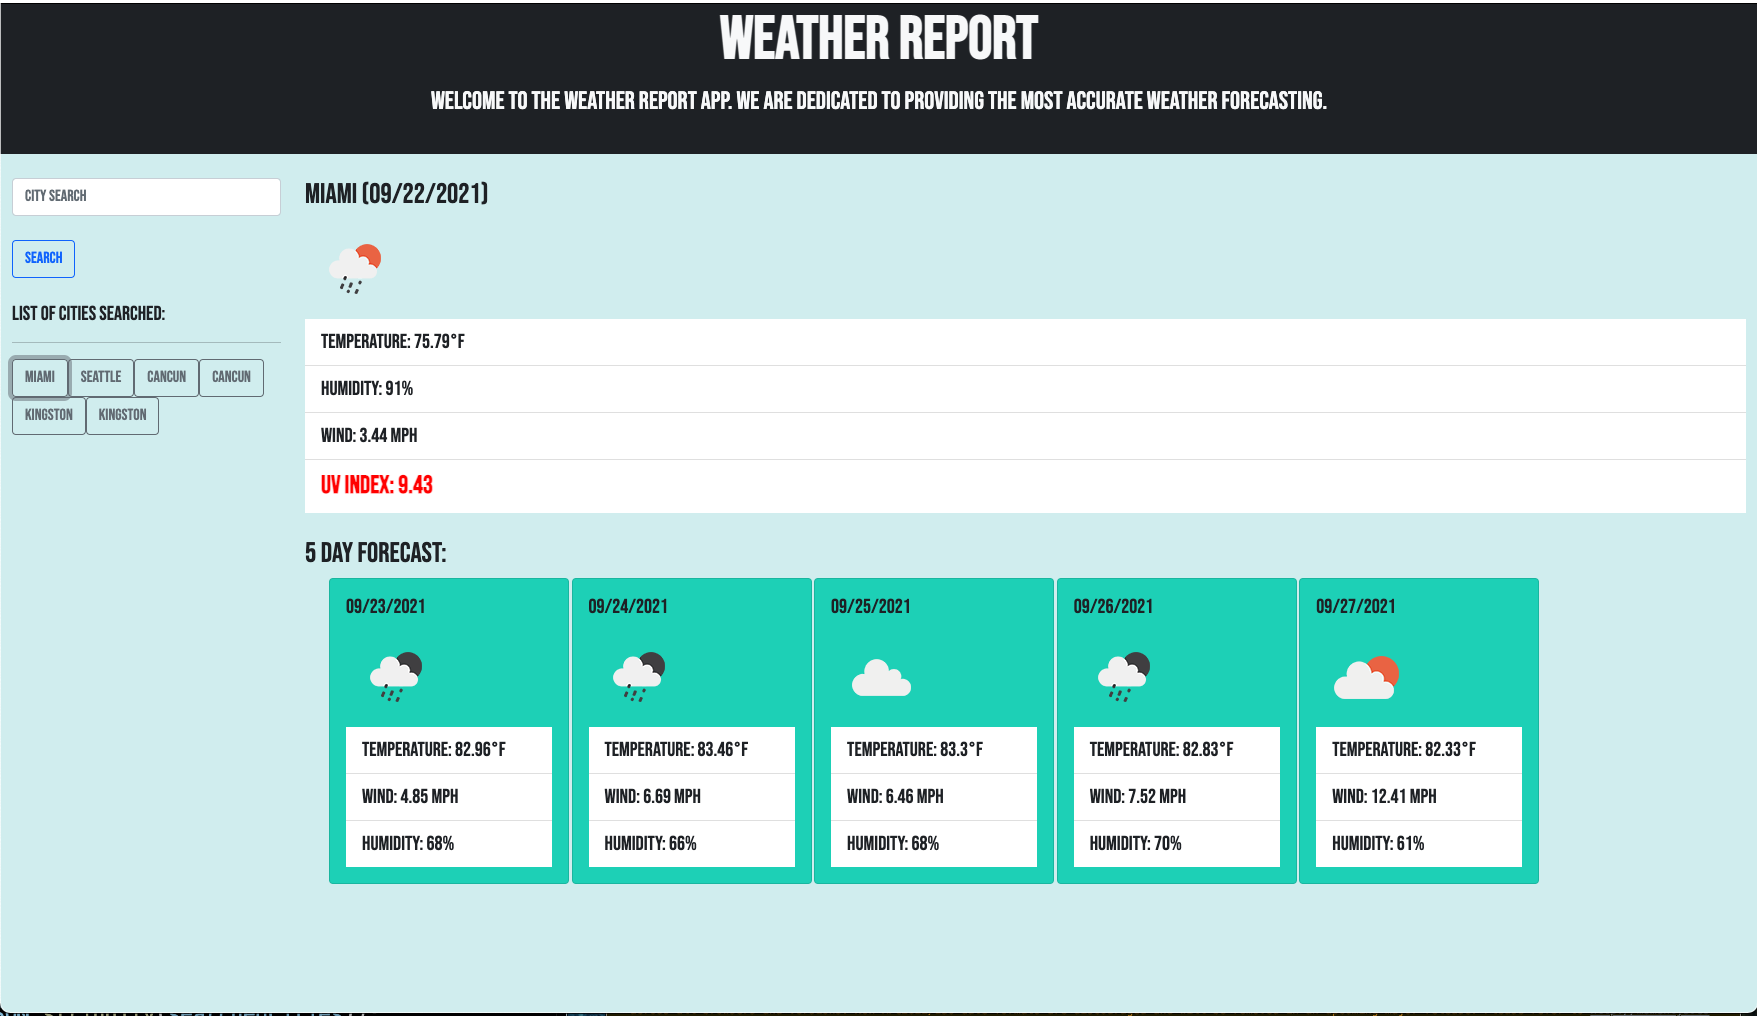 WEATHER REPORT
WELCOME TO THE WEATHER REPORT APP. WE ARE DEDICATED TO PROVIDING THE MOST ACCURATE WEATHER FORECASTING.
CITY SEARCH
SEARCH
LIST OF CITIES SEARCHED:
MIAMI SEATTLE CANCUN CANCUN
KINGSTON KINGSTON
MIAMI (09/22/2021)
TEMPERATURE: 75.79°F
HUMIDITY: 91%
WIND: 3.44 MPH
UV INDEX: 9.43
5 DAY FORECAST:
09/23/2021
TEMPERATURE: 82.96°F
WIND: 4.85 MPH
HUMIDITY: 68%
09/24/2021
TEMPERATURE: 83.46°F
WIND: 6.69 MPH
HUMIDITY: 66%
09/25/2021
TEMPERATURE: 83.3°F
WIND: 6.46 MPH
HUMIDITY: 68%
09/26/2021
TEMPERATURE: 82.83°F
WIND: 7.52 MPH
HUMIDITY: 70%
09/27/2021
TEMPERATURE: 82.33°F
WIND: 12.41 MPH
HUMIDITY: 61%